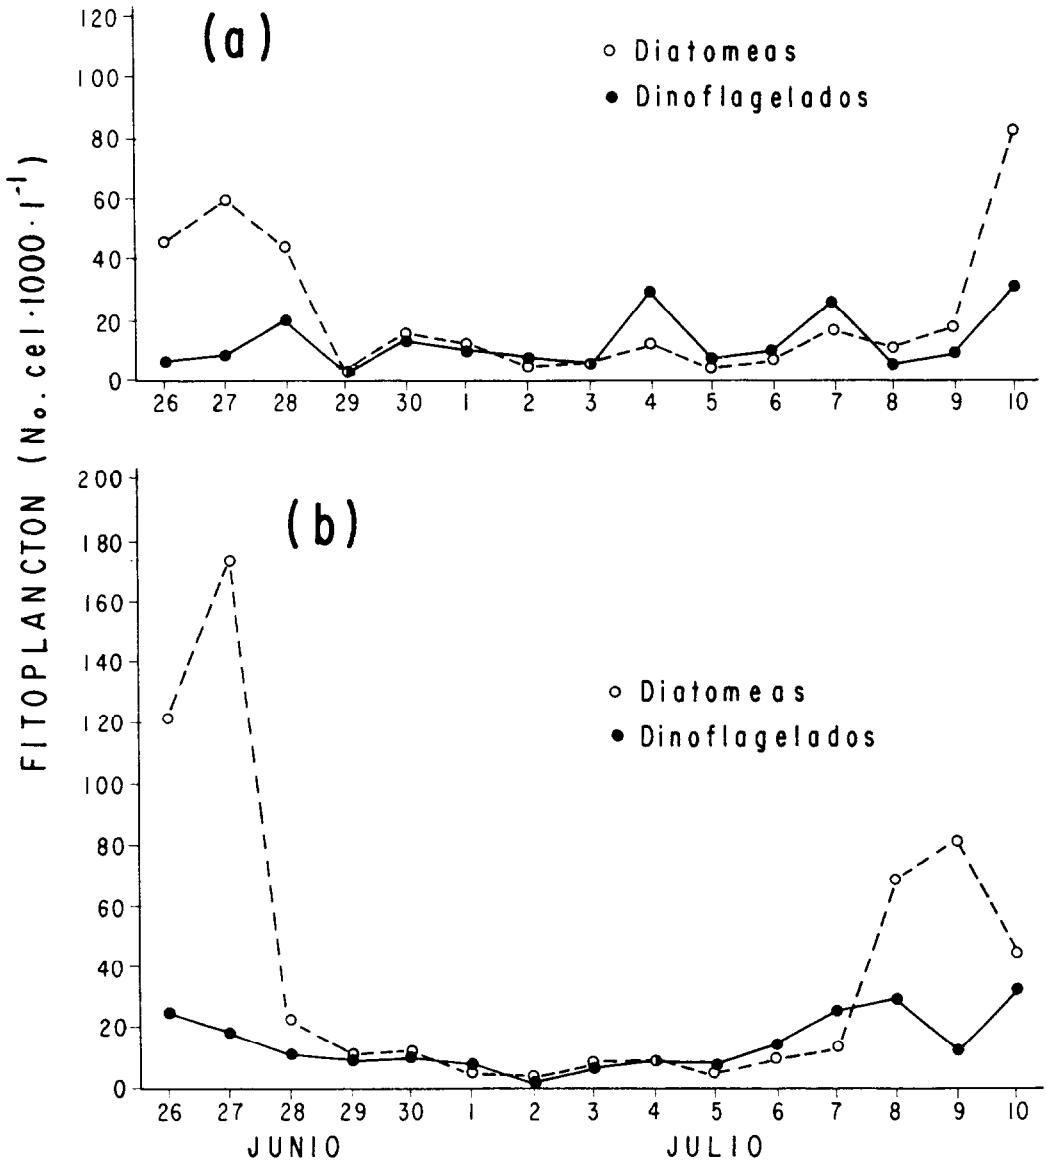 FITOPLANCTON (No. cel·1000·l⁻¹)
(a)
Diatomeas
Dinoflagelados
120
100
80
60
40
20
0
26 27 28 29 30 1 2 3 4 5 6 7 8 9 10
(b)
Diatomeas
Dinoflagelados
200
180
160
140
120
100
80
60
40
20
0
26 27 28 29 30 1 2 3 4 5 6 7 8 9 10
JUNIO JULIO